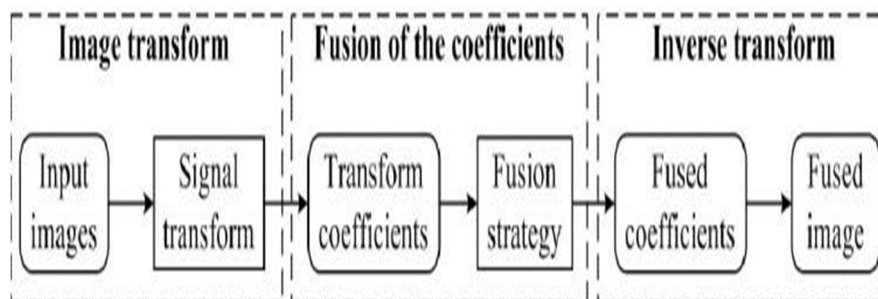 Image transform
Fusion of the coefficients
Inverse transform
Input
images
Signal
transform
Transform
coefficients
Fusion
strategy
Fused
coefficients
Fused
image